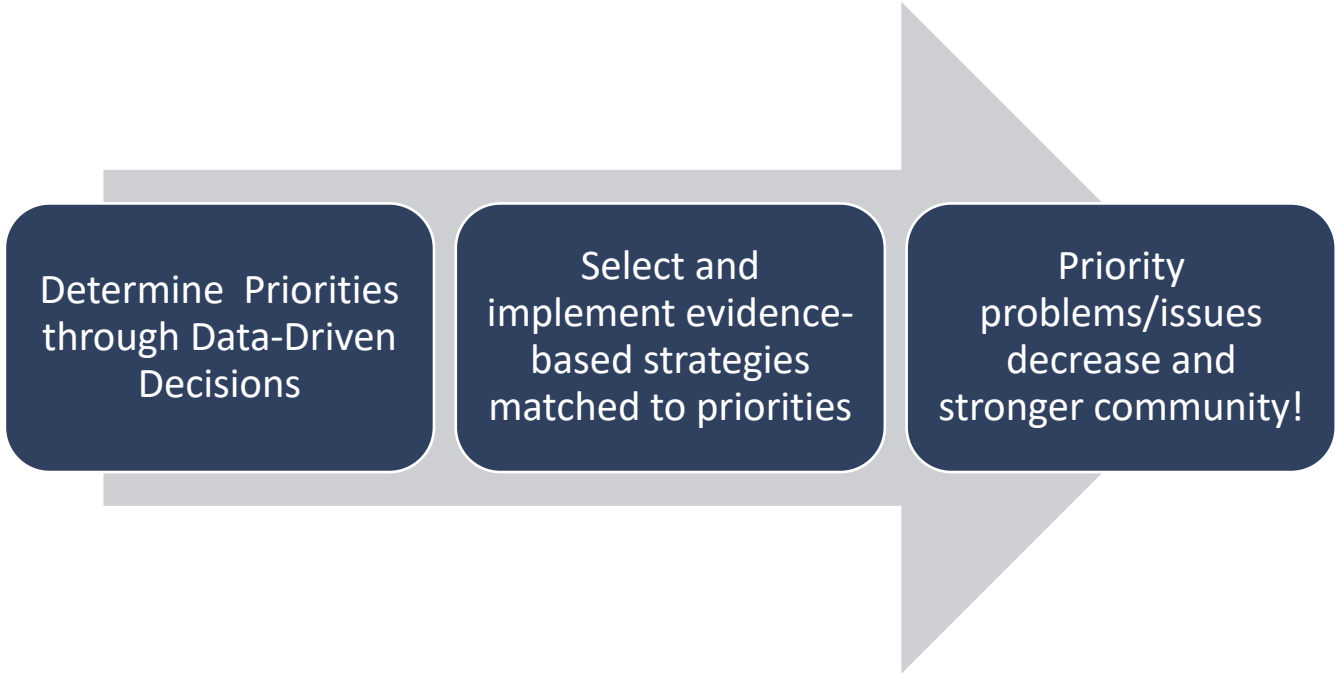 Determine  Priorities
through Data-Driven
Decisions
Select and
implement evidence-
based strategies
matched to priorities
Priority
problems/issues
decrease and
stronger community!